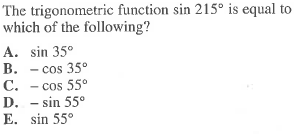 The trigonometric function sin 215° is equal to
which of the following?
A. sin 35°
B. – cos 35°
C. – cos 55°
D. – sin 55°
E. sin 55°